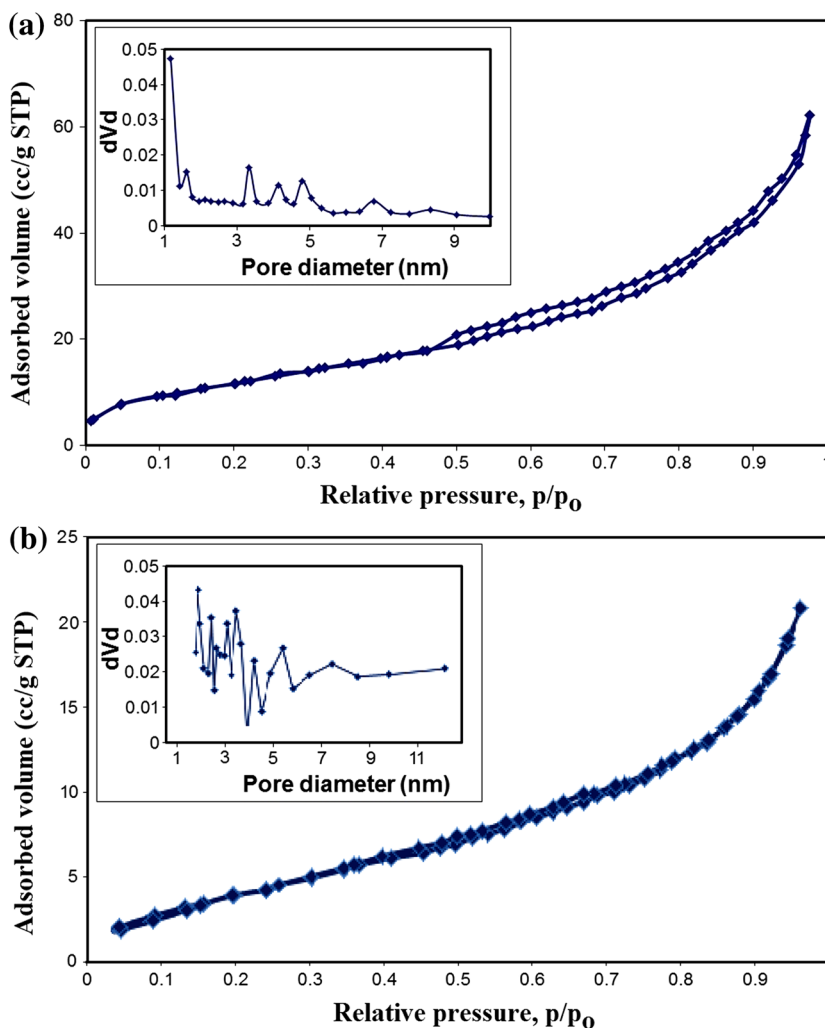 (a)
80
60
40
20
0
Adsorbed volume (cc/g STP)
0 0.1 0.2 0.3 0.4 0.5 0.6 0.7 0.8 0.9 1
Relative pressure, p/po
0.05
0.04
0.03
0.02
0.01
0
dVd
1 3 5 7 9
Pore diameter (nm)
(b)
25
20
15
10
5
0
Adsorbed volume (cc/g STP)
0 0.1 0.2 0.3 0.4 0.5 0.6 0.7 0.8 0.9
Relative pressure, p/po
0.05
0.04
0.03
0.02
0.01
0
dVd
1 3 5 7 9 11
Pore diameter (nm)